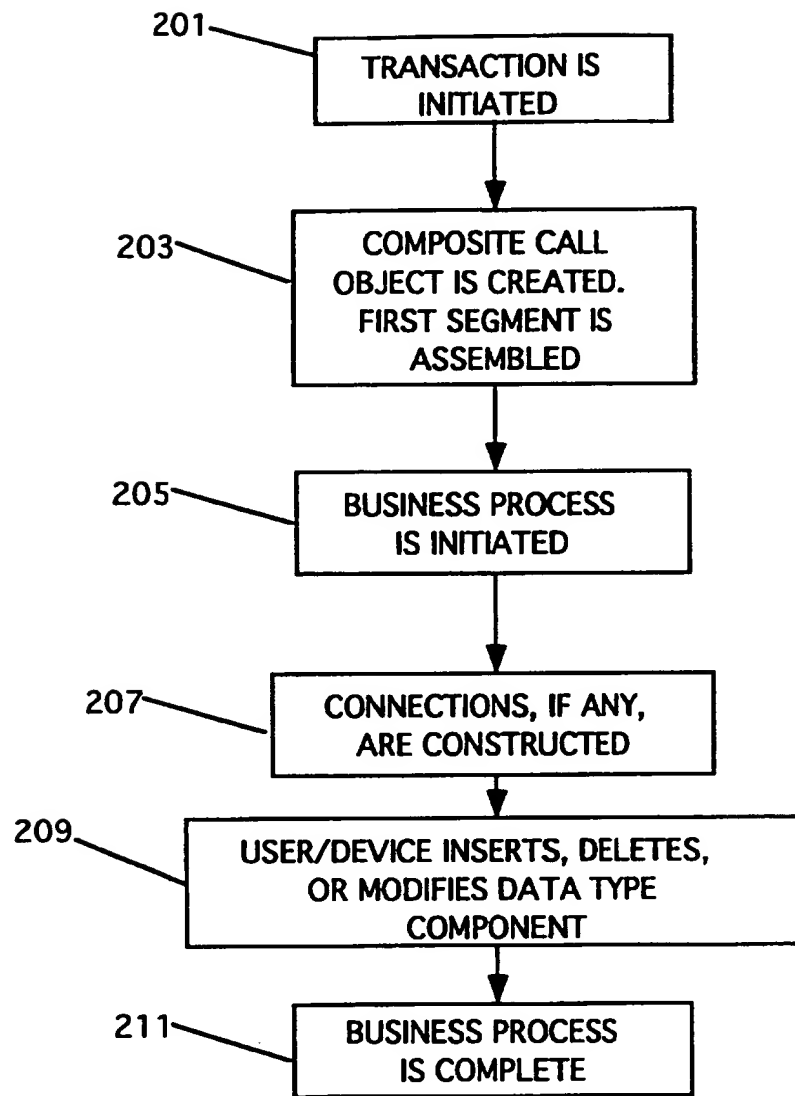 201
TRANSACTION IS
INITIATED
203
COMPOSITE CALL
OBJECT IS CREATED.
FIRST SEGMENT IS
ASSEMBLED
205
BUSINESS PROCESS
IS INITIATED
207
CONNECTIONS, IF ANY,
ARE CONSTRUCTED
209
USER/DEVICE INSERTS, DELETES,
OR MODIFIES DATA TYPE
COMPONENT
211
BUSINESS PROCESS
IS COMPLETE